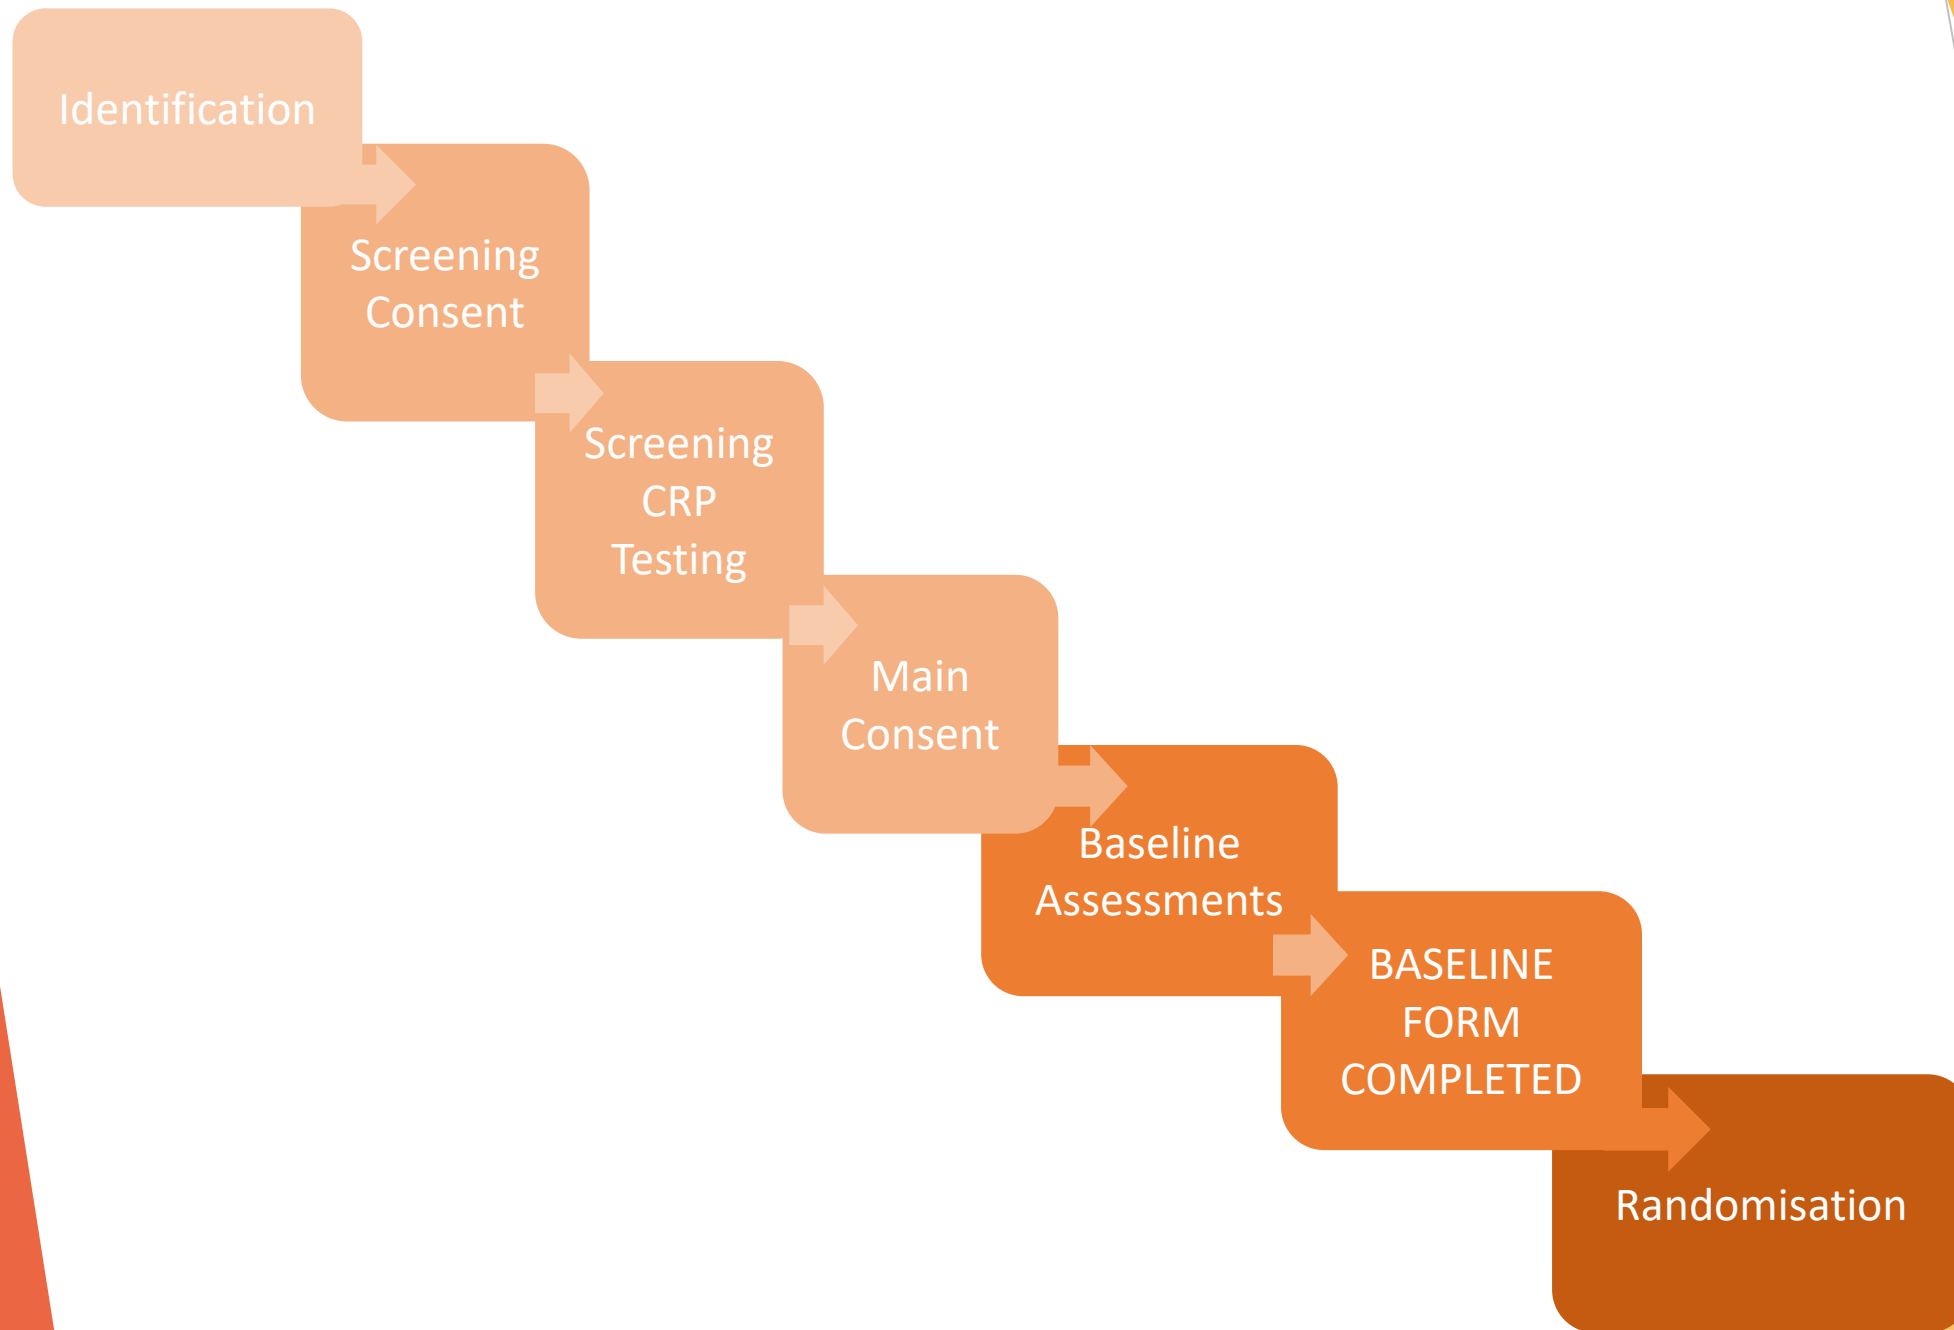 Identification
Screening
Consent
Screening
CRP
Testing
Main
Consent
Baseline
Assessments
BASELINE
FORM
COMPLETED
Randomisation